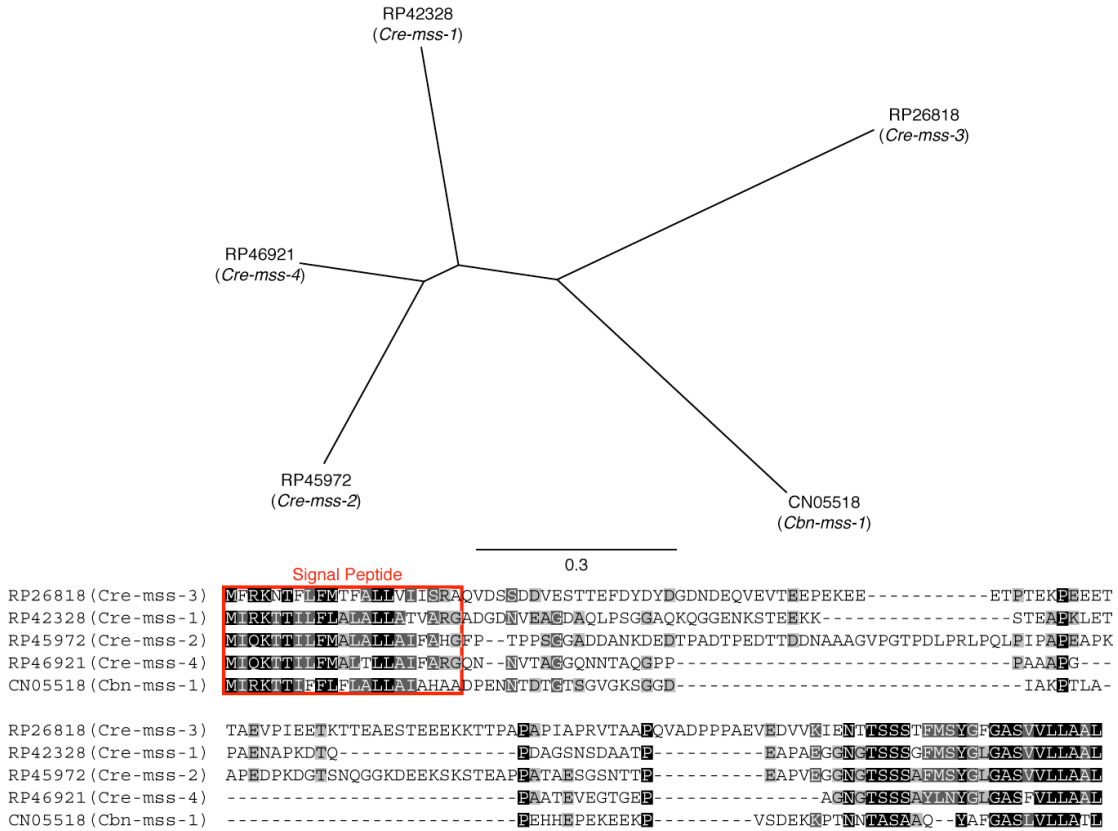 RP42328
(Cre-mss-1)
RP26818
(Cre-mss-3)
RP46921
(Cre-mss-4)
RP45972
(Cre-mss-2)
CN05518
(Cbn-mss-1)
0.3
Signal Peptide
RP26818(Cre-mss-3) MFRKNTFLFMTFALLVIISRAQVDSSDDVESTTEFDYDYDGDNDEQVEVTEEPEKEE-----------ETPTEKPEEET
RP42328(Cre-mss-1) MIRKTTILFLALALLATVARGADGDNVEAGDAQLPSGGAQKQGGENKSTEEKK-----------------STEAPKLET
RP45972(Cre-mss-2) MIQKTTILFMALALLAIFAHGFP--TPPSGGADDANKDEDTPADTPEDTTDDNAAAGVPGTPDLPRLPQLPIPAPEAPK
RP46921(Cre-mss-4) MIQKTTILFMALTLLAIFARGQN--NVTAGGQNNTAQGPP------------------------------PAAAPG---
CN05518(Cbn-mss-1) MIRKTTIFFLFLALLAIAHAADPENNTDTGTSGVGKSGGD-------------------------------IAKPTLA-
RP26818(Cre-mss-3) TAEVPIEETKTTEAESTEEEKKTTPAPAPIAPRVTAAPQVADPPPAEVEDVVKIENTTSSSTFMSYGFGASVVLLAAL
RP42328(Cre-mss-1) PAENAPKDTQ----------------PDAGSNSDAATP----------EAPAEGGNGTSSSGFMSYGLGASVVLLAAL
RP45972(Cre-mss-2) APEDPKDGTSNQGGKDEEKSKSTEAPPATAESGSNTTP----------EAPVEGGNGTSSSAFMSYGLGASVVLLAAL
RP46921(Cre-mss-4) --------------------------PAATEVEGTGEP---------------AGNGTSSSAYLNYGLGASFVLLAAL
CN05518(Cbn-mss-1) --------------------------PEHHEPEKEEKP---------VSDEKKPTNNTASAAQ--YAFGASLVLLATL